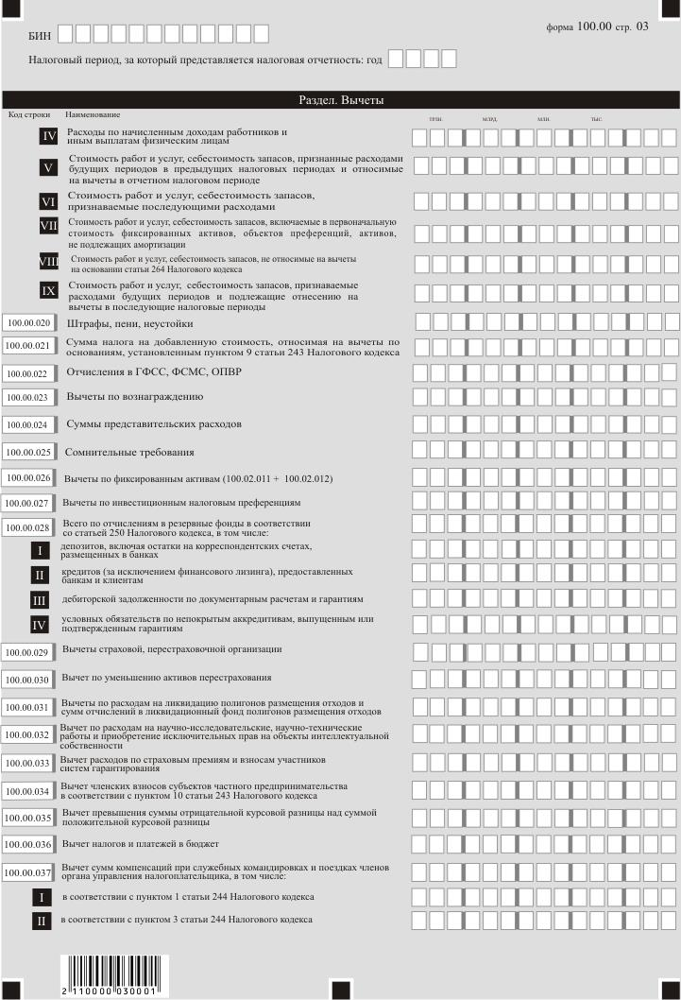 форма 100.00 стр. 03
БИН
Налоговый период, за который представляется налоговая отчетность: год
Раздел. Вычеты
Код строки Наименование трлн. млрд. млн. тыс.
IV Расходы по начисленным доходам работников и
иным выплатам физическим лицам
V Стоимость работ и услуг, себестоимость запасов, признанные расходами
будущих периодов в предыдущих налоговых периодах и относимые
на вычеты в отчетном налоговом периоде
VI Стоимость работ и услуг, себестоимость запасов,
признаваемые последующими расходами
VII Стоимость работ и услуг, себестоимость запасов, включаемые в первоначальную
стоимость фиксированных активов, объектов преференций, активов,
не подлежащих амортизации
VIII Стоимость работ и услуг, себестоимость запасов, не относимые на вычеты
на основании статьи 264 Налогового кодекса
IX Стоимость работ и услуг, себестоимость запасов, признаваемые
расходами будущих периодов и подлежащие отнесению на
вычеты в последующие налоговые периоды
100.00.020 Штрафы, пени, неустойки
100.00.021 Сумма налога на добавленную стоимость, относимая на вычеты по
основаниям, установленным пунктом 9 статьи 243 Налогового кодекса
100.00.022 Отчисления в ГФСС, ФСМС, ОПВР
100.00.023 Вычеты по вознаграждению
100.00.024 Суммы представительских расходов
100.00.025 Сомнительные требования
100.00.026 Вычеты по фиксированным активам (100.02.011 + 100.02.012)
100.00.027 Вычеты по инвестиционным налоговым преференциям
100.00.028 Всего по отчислениям в резервные фонды в соответствии
со статьей 250 Налогового кодекса, в том числе:
I депозитов, включая остатки на корреспондентских счетах,
размещенных в банках
II кредитов (за исключением финансового лизинга), предоставленных
банкам и клиентам
III дебиторской задолженности по документарным расчетам и гарантиям
IV условных обязательств по непокрытым аккредитивам, выпущенным или
подтвержденным гарантиям
100.00.029 Вычеты страховой, перестраховочной организации
100.00.030 Вычет по уменьшению активов перестрахования
100.00.031 Вычеты по расходам на ликвидацию полигонов размещения отходов и
сумм отчислений в ликвидационный фонд полигонов размещения отходов
100.00.032 Вычет по расходам на научно-исследовательские, научно-технические
работы и приобретение исключительных прав на объекты интеллектуальной
собственности
100.00.033 Вычет расходов по страховым премиям и взносам участников
систем гарантирования
100.00.034 Вычет членских взносов субъектов частного предпринимательства
в соответствии с пунктом 10 статьи 243 Налогового кодекса
100.00.035 Вычет превышения суммы отрицательной курсовой разницы над суммой
положительной курсовой разницы
100.00.036 Вычет налогов и платежей в бюджет
100.00.037 Вычет сумм компенсаций при служебных командировках и поездках членов
органа управления налогоплательщика, в том числе:
I в соответствии с пунктом 1 статьи 244 Налогового кодекса
II в соответствии с пунктом 3 статьи 244 Налогового кодекса
2 110000 030001